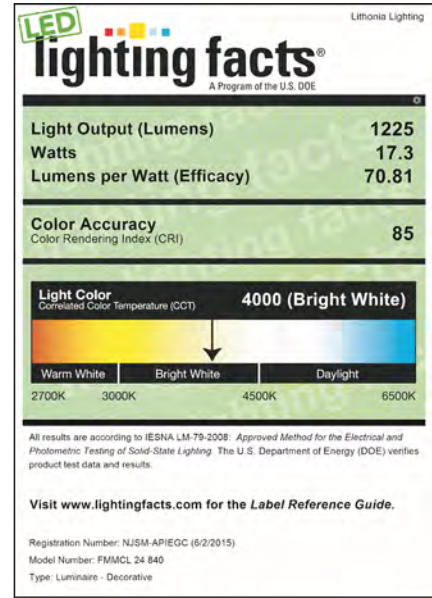 Lithonia Lighting
LED
lighting facts®
A Program of the U.S. DOE
Light Output (Lumens) 1225
Watts 17.3
Lumens per Watt (Efficacy) 70.81
Color Accuracy 85
Color Rendering Index (CRI)
Light Color 4000 (Bright White)
Correlated Color Temperature (CCT)
Warm White Bright White Daylight
2700K 3000K 4500K 6500K
All results are according to IESNA LM-79-2008: Approved Method for the Electrical and
Photometric Testing of Solid-State Lighting. The U.S. Department of Energy (DOE) verifies
product test data and results.
Visit www.lightingfacts.com for the Label Reference Guide.
Registration Number: NJSM-APIEGC (6/2/2015)
Model Number: FMMCL 24 840
Type: Luminaire - Decorative